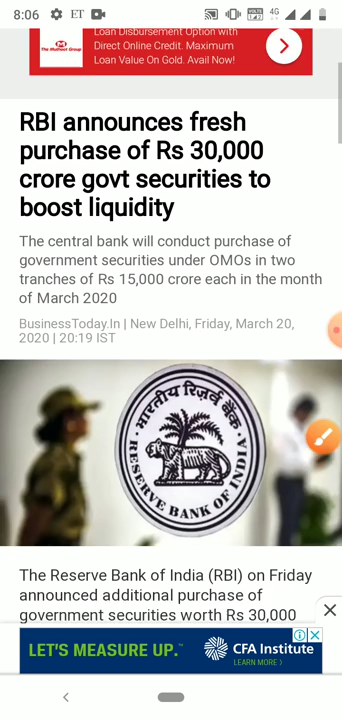 8:06 ET 4G
The Muthoot Group
Loan Disbursement Option with
Direct Online Credit. Maximum
Loan Value On Gold. Avail Now!
RBI announces fresh
purchase of Rs 30,000
crore govt securities to
boost liquidity
The central bank will conduct purchase of
government securities under OMOs in two
tranches of Rs 15,000 crore each in the month
of March 2020
BusinessToday.In | New Delhi, Friday, March 20,
2020 | 20:19 IST
भारतीय रिज़र्व बैंक
RESERVE BANK OF INDIA
The Reserve Bank of India (RBI) on Friday
announced additional purchase of
government securities worth Rs 30,000
LET'S MEASURE UP.™
CFA Institute
LEARN MORE >